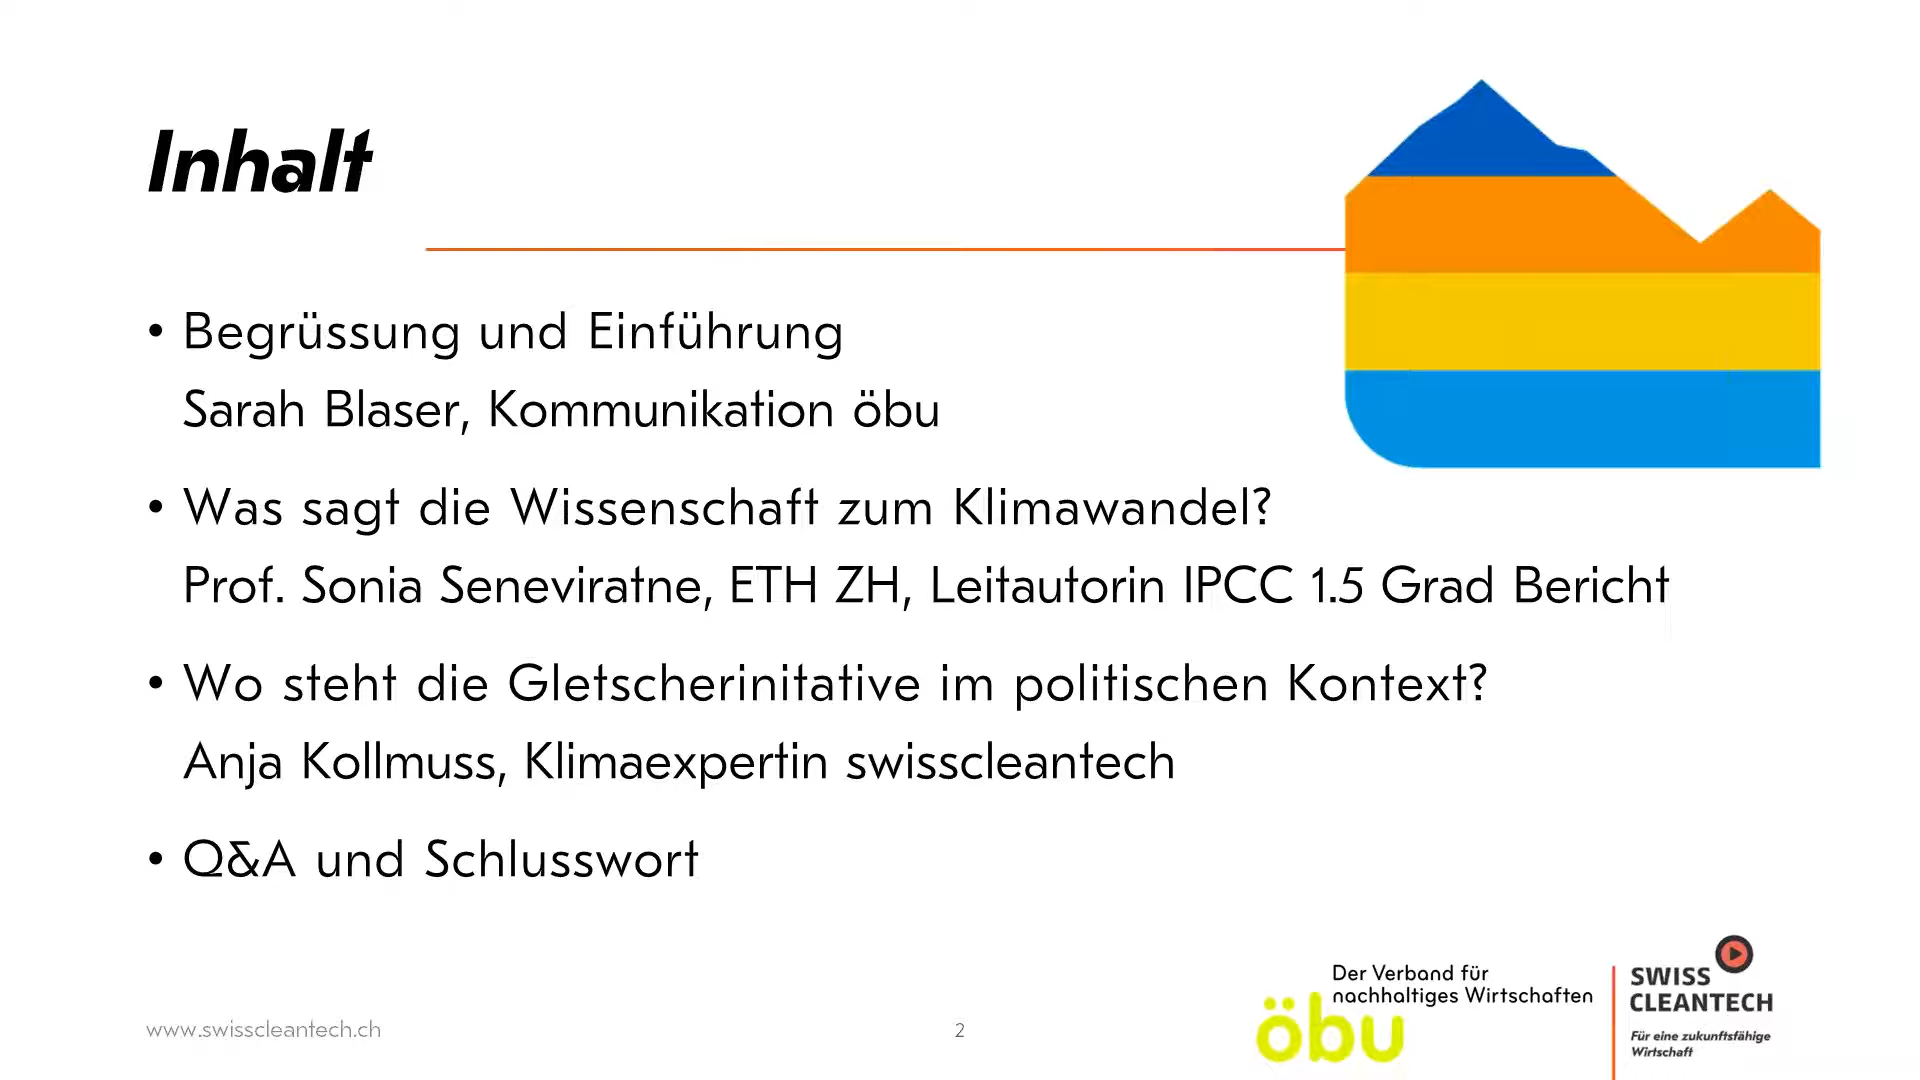 Inhalt
• Begrüssung und Einführung
Sarah Blaser, Kommunikation öbu
• Was sagt die Wissenschaft zum Klimawandel?
Prof. Sonia Seneviratne, ETH ZH, Leitautorin IPCC 1.5 Grad Bericht
• Wo steht die Gletscherinitative im politischen Kontext?
Anja Kollmuss, Klimaexpertin swisscleantech
• Q&A und Schlusswort
www.swisscleantech.ch
2
Der Verband für
nachhaltiges Wirtschaften
öbu
SWISS
CLEANTECH
Für eine zukunftsfähige
Wirtschaft